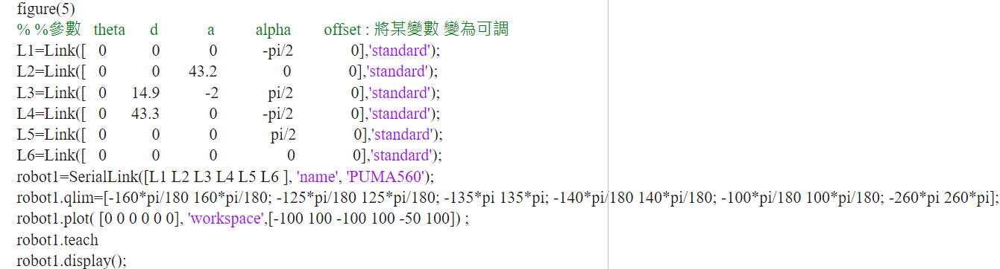 figure(5)
% %參數 theta d a alpha offset : 將某變數 變為可調
L1=Link([ 0 0 0 -pi/2 0],'standard');
L2=Link([ 0 0 43.2 0 0],'standard');
L3=Link([ 0 14.9 -2 pi/2 0],'standard');
L4=Link([ 0 43.3 0 -pi/2 0],'standard');
L5=Link([ 0 0 0 pi/2 0],'standard');
L6=Link([ 0 0 0 0 0],'standard');
robot1=SerialLink([L1 L2 L3 L4 L5 L6 ], 'name', 'PUMA560');
robot1.qlim=[-160*pi/180 160*pi/180; -125*pi/180 125*pi/180; -135*pi 135*pi; -140*pi/180 140*pi/180; -100*pi/180 100*pi/180; -260*pi 260*pi];
robot1.plot( [0 0 0 0 0 0], 'workspace',[-100 100 -100 100 -50 100]) ;
robot1.teach
robot1.display();